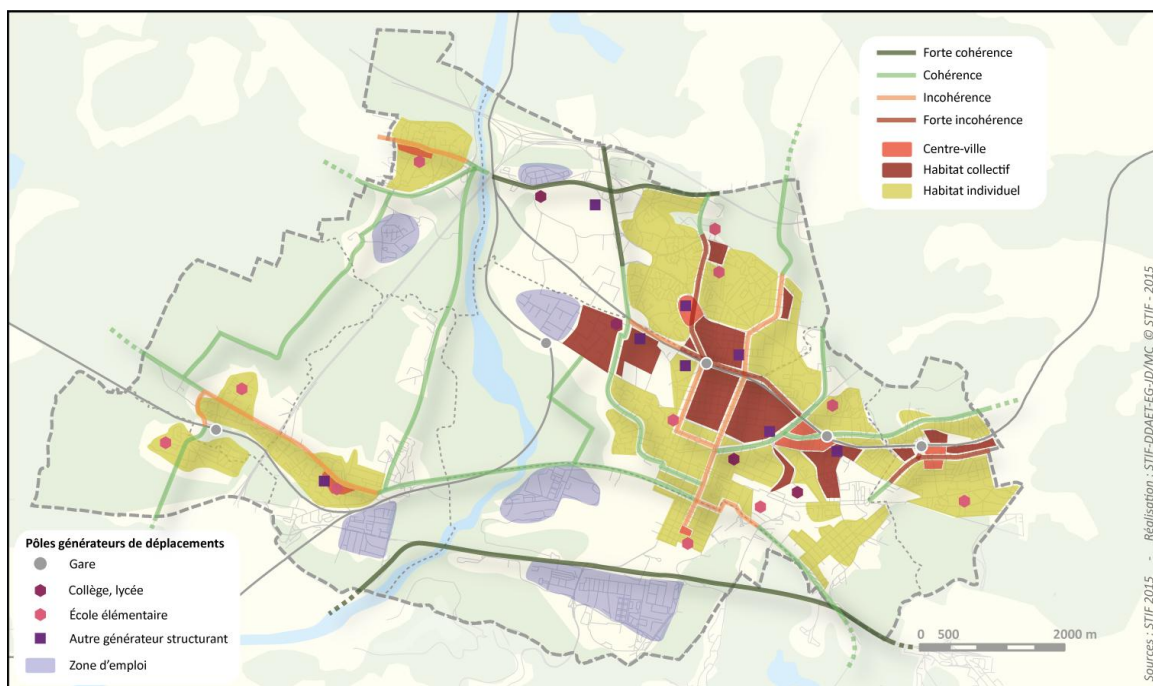 Forte cohérence
Cohérence
Incohérence
Forte incohérence
Centre-ville
Habitat collectif
Habitat individuel
Pôles générateurs de déplacements
Gare
Collège, lycée
École élémentaire
Autre générateur structurant
Zone d'emploi
0 500 2000 m
Sources : STIF 2015 - Réalisation : STIF-DDAET-EG-JD/MC © STIF - 2015